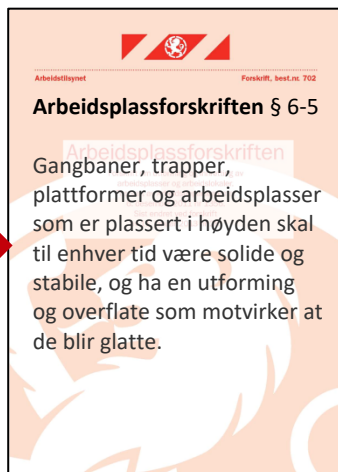 Arbeidstilsynet Forskrift, best.nr. 702
Arbeidsplassforskriften § 6-5
Arbeidsplassforskriften
Gangbaner, trapper,
plattformer og arbeidsplasser
som er plassert i høyden skal
til enhver tid være solide og
stabile, og ha en utforming
og overflate som motvirker at
de blir glatte.